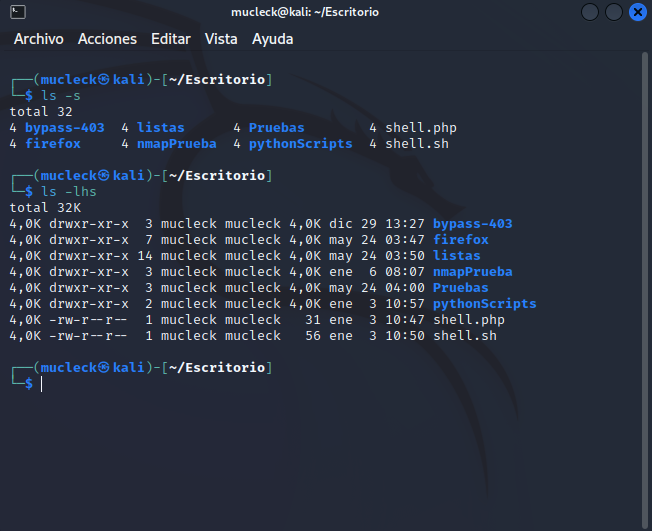 mucleck@kali: ~/Escritorio
Archivo Acciones Editar Vista Ayuda
┌──(mucleck㉿kali)-[~/Escritorio]
└─$ ls -s
total 32
4 bypass-403  4 listas     4 Pruebas        4 shell.php
4 firefox     4 nmapPrueba  4 pythonScripts  4 shell.sh
┌──(mucleck㉿kali)-[~/Escritorio]
└─$ ls -lhs
total 32K
4,0K drwxr-xr-x  3 mucleck mucleck 4,0K dic 29 13:27 bypass-403
4,0K drwxr-xr-x  7 mucleck mucleck 4,0K may 24 03:47 firefox
4,0K drwxr-xr-x 14 mucleck mucleck 4,0K may 24 03:50 listas
4,0K drwxr-xr-x  3 mucleck mucleck 4,0K ene  6 08:07 nmapPrueba
4,0K drwxr-xr-x  3 mucleck mucleck 4,0K may 24 04:00 Pruebas
4,0K drwxr-xr-x  2 mucleck mucleck 4,0K ene  3 10:57 pythonScripts
4,0K -rw-r--r--  1 mucleck mucleck   31 ene  3 10:47 shell.php
4,0K -rw-r--r--  1 mucleck mucleck   56 ene  3 10:50 shell.sh
┌──(mucleck㉿kali)-[~/Escritorio]
└─$